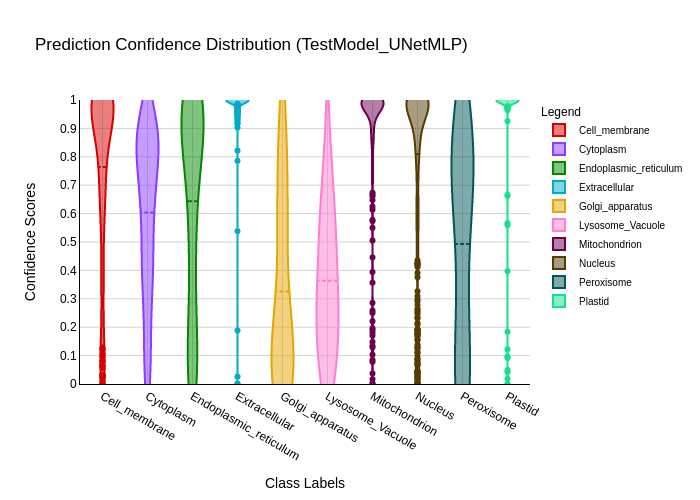 Prediction Confidence Distribution (TestModel_UNetMLP)
Confidence Scores
1
0.9
0.8
0.7
0.6
0.5
0.4
0.3
0.2
0.1
0
Cell_membrane
Cytoplasm
Endoplasmic_reticulum
Extracellular
Golgi_apparatus
Lysosome_Vacuole
Mitochondrion
Nucleus
Peroxisome
Plastid
Class Labels
Legend
Cell_membrane
Cytoplasm
Endoplasmic_reticulum
Extracellular
Golgi_apparatus
Lysosome_Vacuole
Mitochondrion
Nucleus
Peroxisome
Plastid